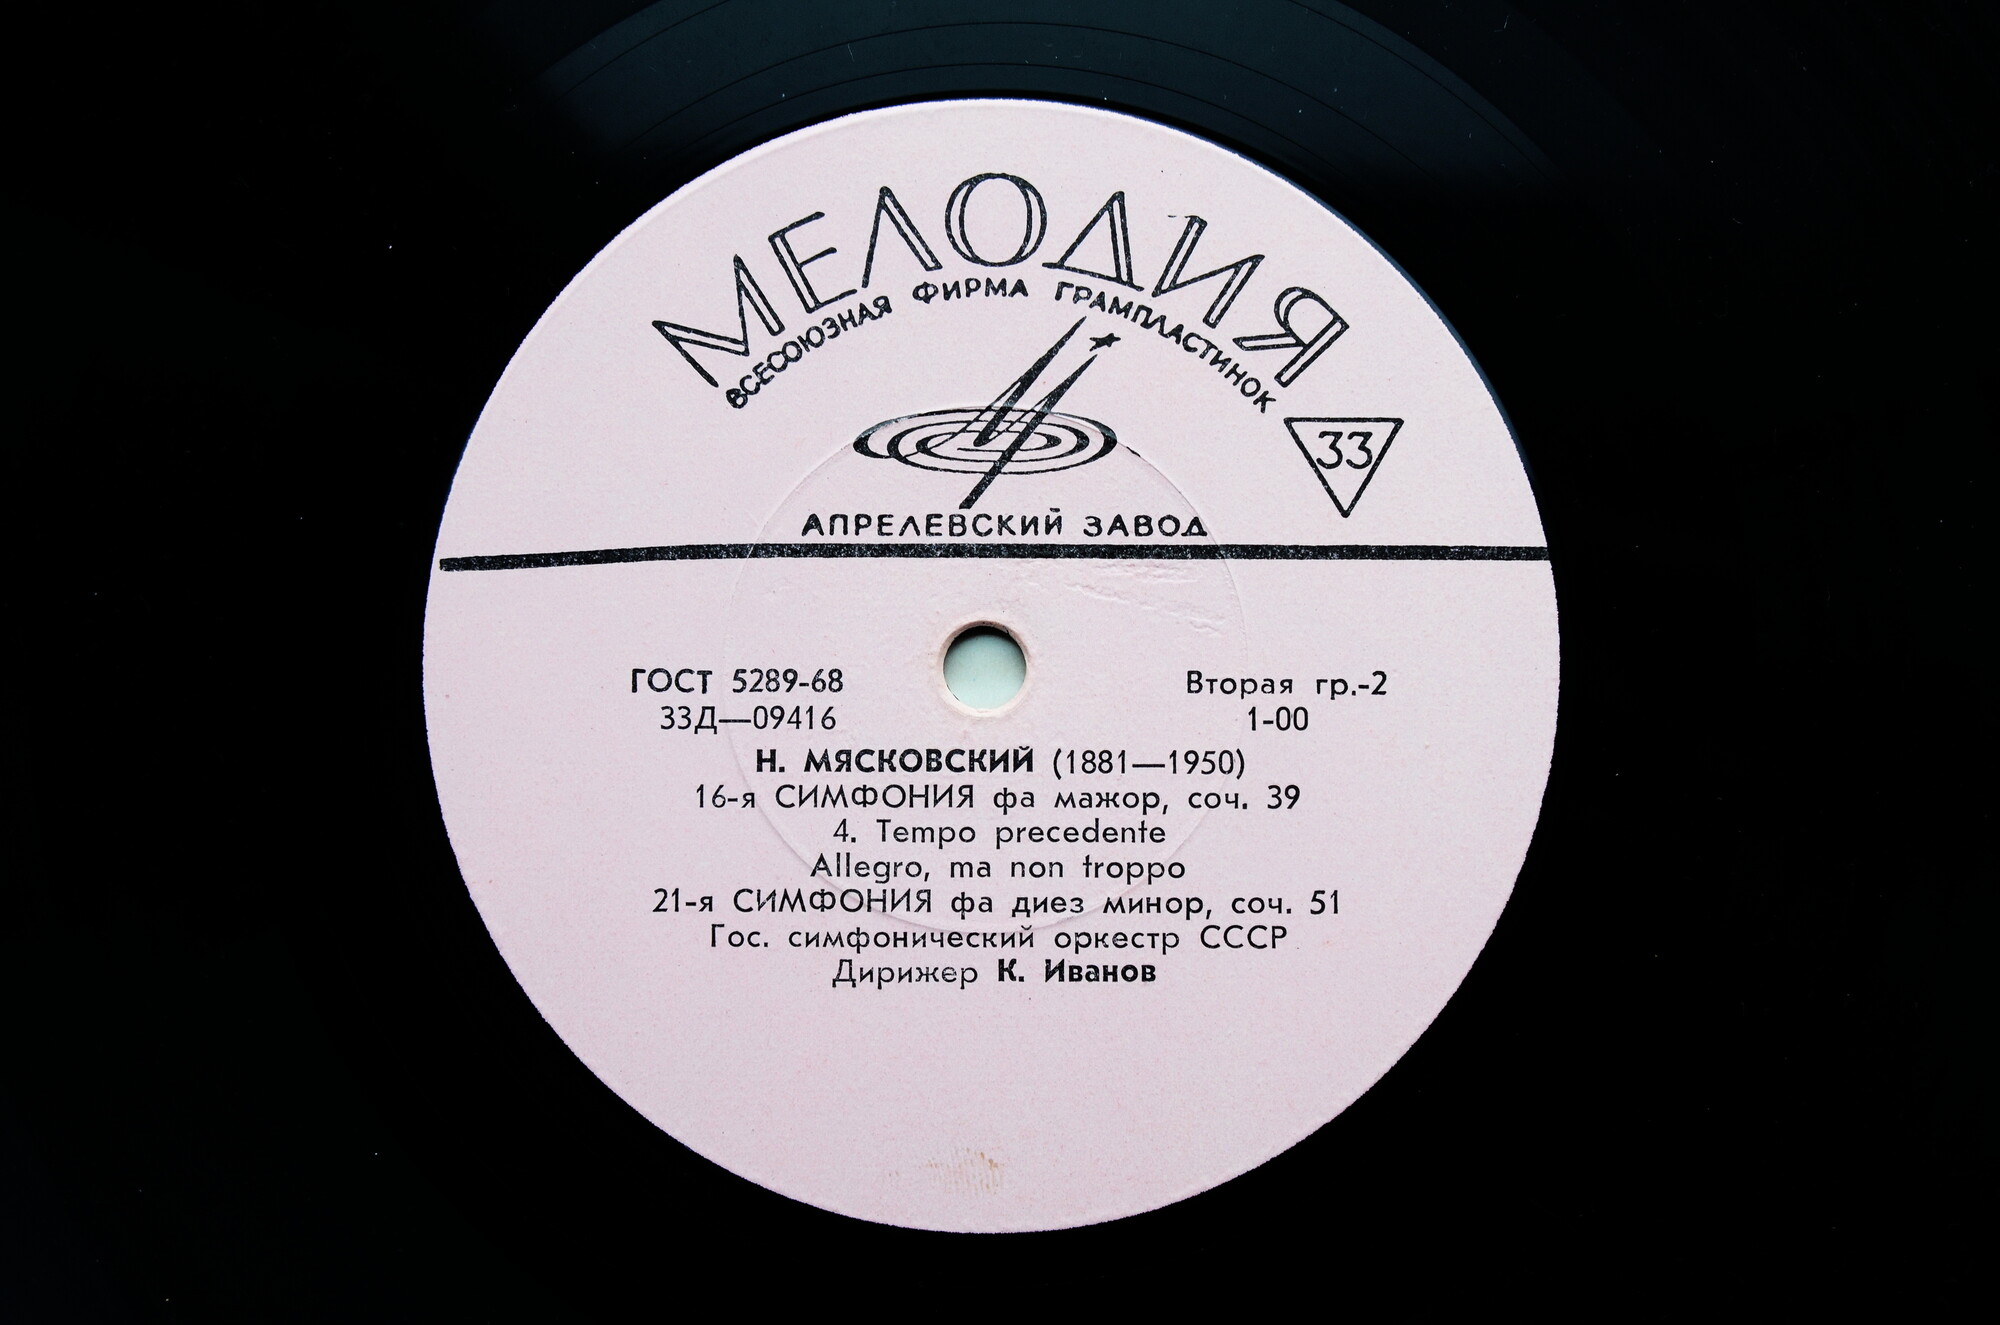 МЕЛОДИЯ
ВСЕСОЮЗНАЯ ФИРМА ГРАМПЛАСТИНОК
33
АПРЕЛЕВСКИЙ ЗАВОД
ГОСТ 5289-68
33Д—09416
Вторая гр.-2
1-00
Н. МЯСКОВСКИЙ (1881—1950)
16-я СИМФОНИЯ фа мажор, соч. 39
4. Tempo precedente
Allegro, ma non troppo
21-я СИМФОНИЯ фа диез минор, соч. 51
Гос. симфонический оркестр СССР
Дирижер К. Иванов